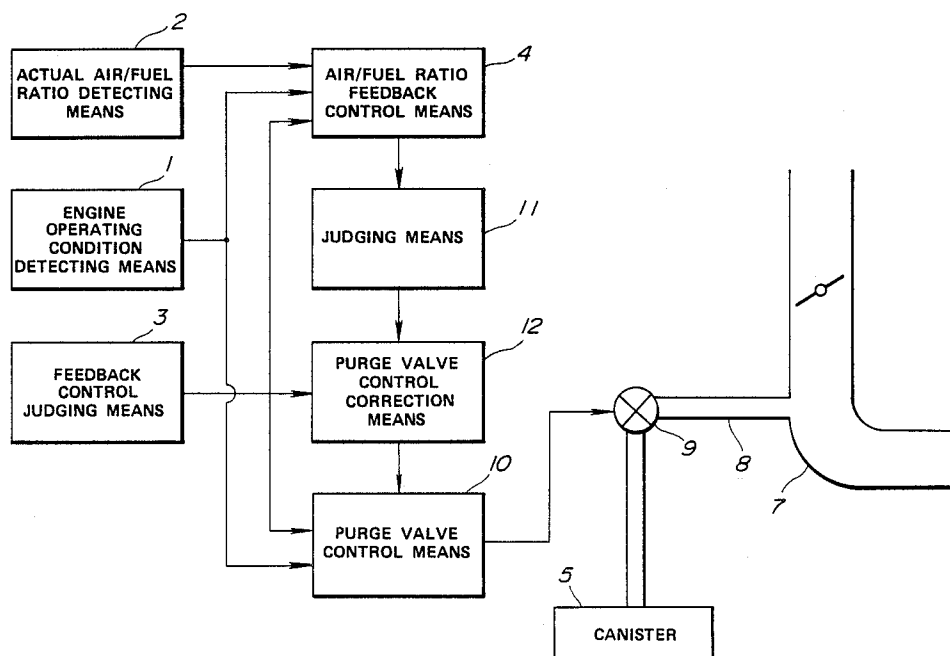 2
ACTUAL AIR/FUEL
RATIO DETECTING
MEANS
4
AIR/FUEL RATIO
FEEDBACK
CONTROL MEANS
1
ENGINE
OPERATING
CONDITION
DETECTING MEANS
11
JUDGING MEANS
3
FEEDBACK
CONTROL
JUDGING MEANS
12
PURGE VALVE
CONTROL
CORRECTION
MEANS
10
PURGE VALVE
CONTROL MEANS
9
8
7
5
CANISTER